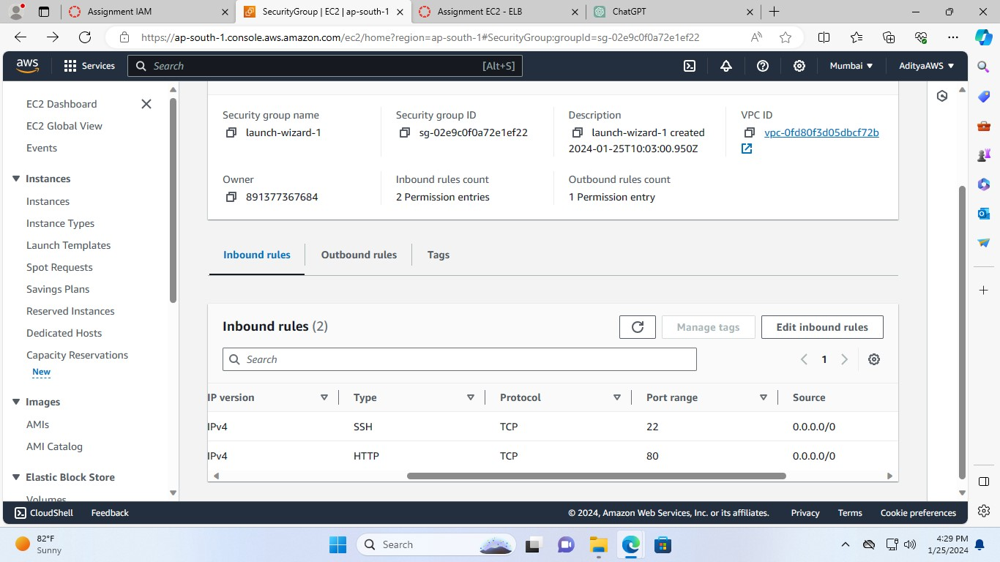 Assignment IAM
SecurityGroup | EC2 | ap-south-1
Assignment EC2 - ELB
ChatGPT
https://ap-south-1.console.aws.amazon.com/ec2/home?region=ap-south-1#SecurityGroup:groupId=sg-02e9c0f0a72e1ef22
aws
Services
Search
[Alt+S]
Mumbai
AdityaAWS
EC2 Dashboard
EC2 Global View
Events
Instances
Instances
Instance Types
Launch Templates
Spot Requests
Savings Plans
Reserved Instances
Dedicated Hosts
Capacity Reservations
New
Images
AMIs
AMI Catalog
Elastic Block Store
Volumes
Security group name
launch-wizard-1
Security group ID
sg-02e9c0f0a72e1ef22
Description
launch-wizard-1 created
2024-01-25T10:03:00.950Z
VPC ID
vpc-0fd80f3d05dbcf72b
Owner
891377367684
Inbound rules count
2 Permission entries
Outbound rules count
1 Permission entry
Inbound rules
Outbound rules
Tags
Inbound rules (2)
Manage tags
Edit inbound rules
Search
1
IP version Type Protocol Port range Source
IPv4 SSH TCP 22 0.0.0.0/0
IPv4 HTTP TCP 80 0.0.0.0/0
CloudShell
Feedback
© 2024, Amazon Web Services, Inc. or its affiliates.
Privacy
Terms
Cookie preferences
82°F
Sunny
Search
4:29 PM
1/25/2024